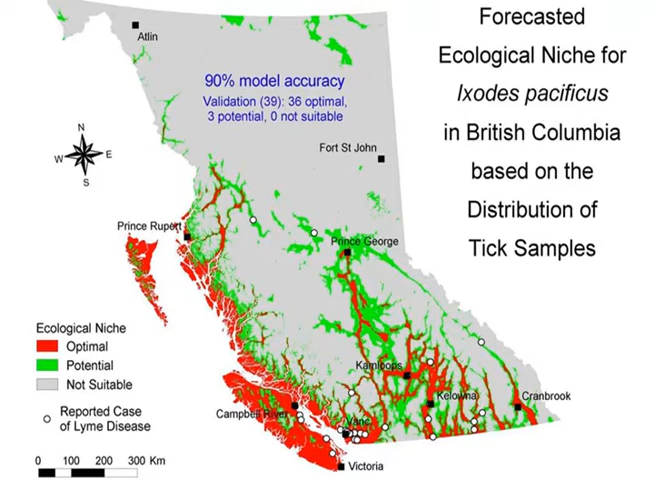 Forecasted
Ecological Niche for
Ixodes pacificus
in British Columbia
based on the
Distribution of
Tick Samples
Atlin
90% model accuracy
Validation (39): 36 optimal,
3 potential, 0 not suitable
N
W
E
S
Fort St John
Prince Rupert
Prince George
Ecological Niche
Optimal
Potential
Not Suitable
Reported Case
of Lyme Disease
Kamloops
Kelowna
Cranbrook
Campbell River
Vanc
Victoria
0 100 200 300 Km